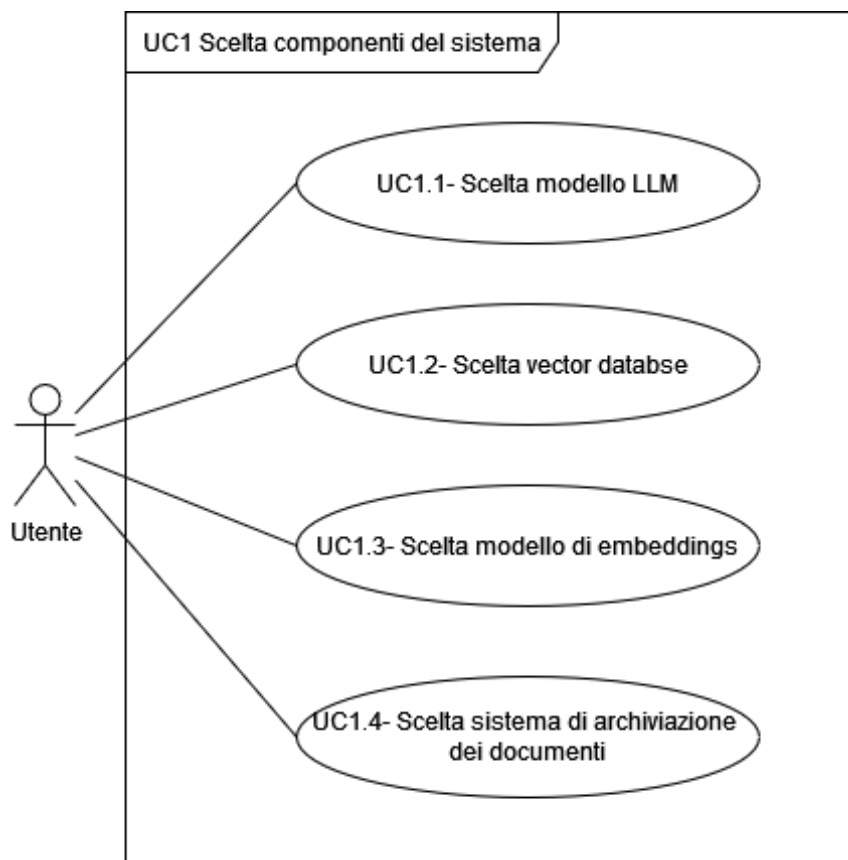 UC1 Scelta componenti del sistema
UC1.1- Scelta modello LLM
UC1.2- Scelta vector databse
UC1.3- Scelta modello di embeddings
UC1.4- Scelta sistema di archiviazione
dei documenti
Utente